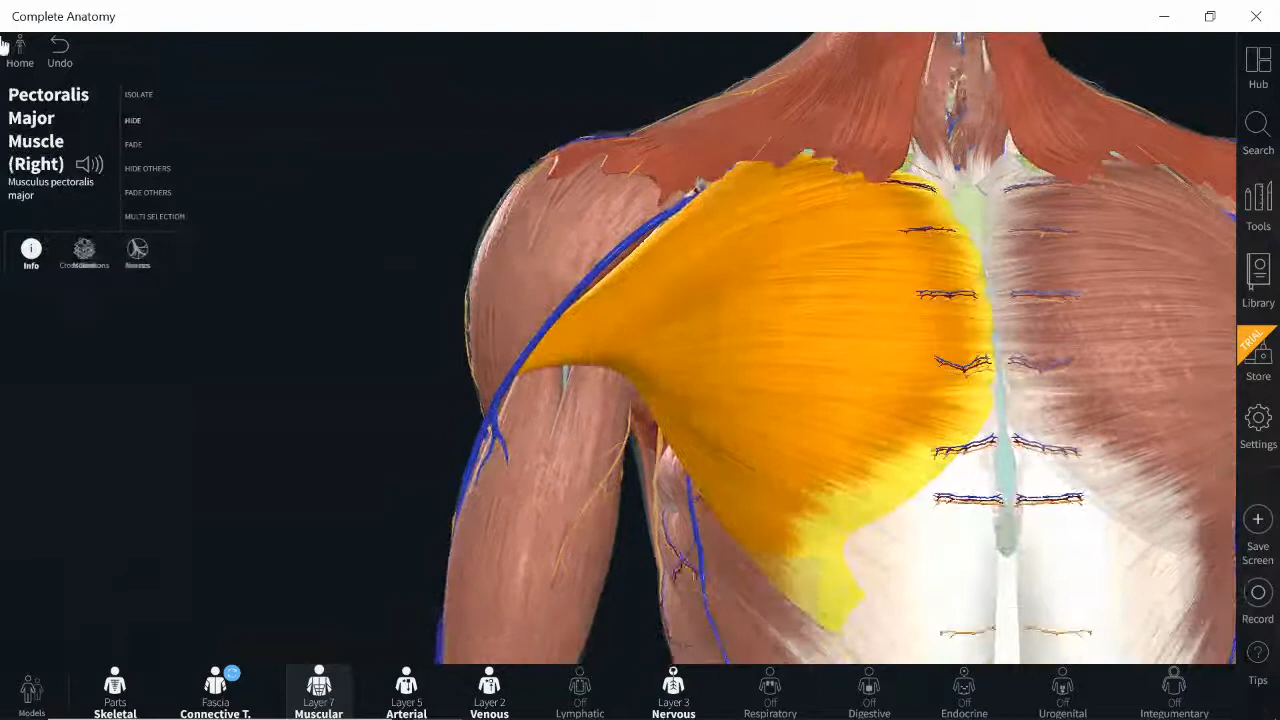 Complete Anatomy
Home
Undo
Pectoralis
Major
Muscle
(Right)
Musculus pectoralis
major
ISOLATE
HIDE
FADE
HIDE OTHERS
FADE OTHERS
MULTI SELECTION
Info
Hub
Search
Tools
Library
TRIAL
Store
Settings
Save
Screen
Record
Tips
Models
Parts
Skeletal
Fascia
Connective T.
Layer 7
Muscular
Layer 5
Arterial
Layer 2
Venous
Off
Lymphatic
Layer 3
Nervous
Off
Respiratory
Off
Digestive
Off
Endocrine
Off
Urogenital
Off
Integumentary